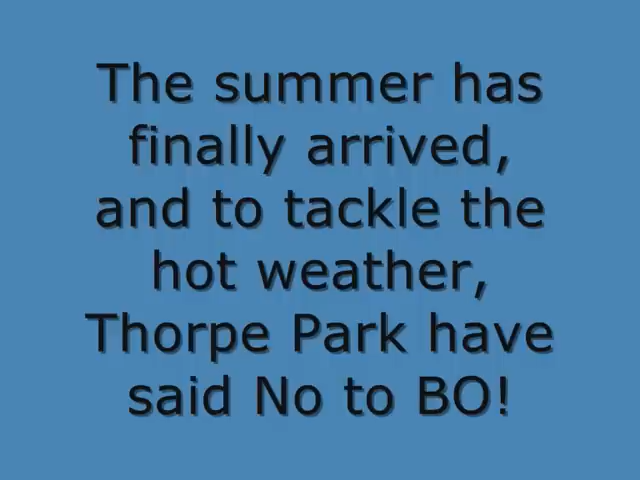 The summer has
finally arrived,
and to tackle the
hot weather,
Thorpe Park have
said No to BO!